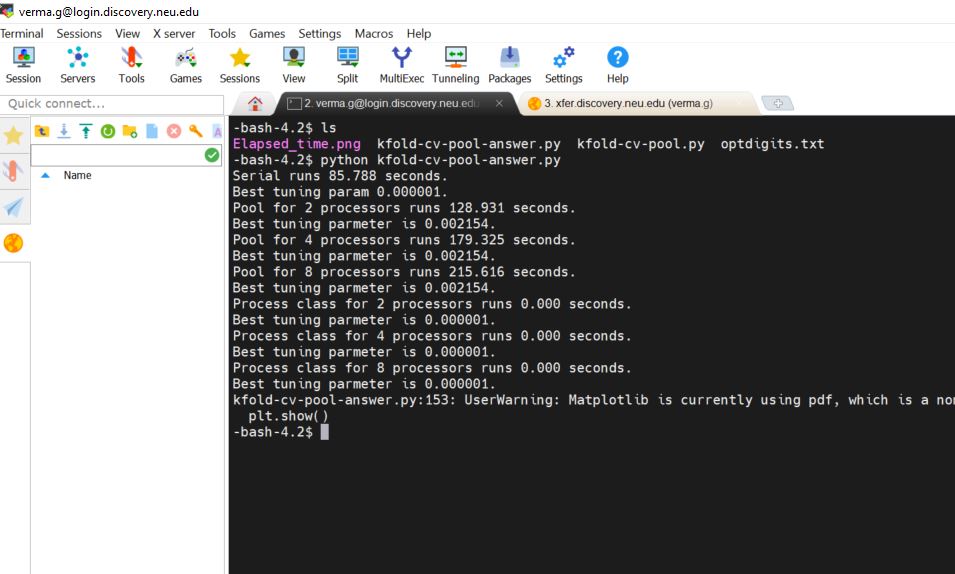 verma.g@login.discovery.neu.edu
Terminal Sessions View X server Tools Games Settings Macros Help
Session Servers Tools Games Sessions View Split MultiExec Tunneling Packages Settings Help
Quick connect...
2. verma.g@login.discovery.neu.edu
3. xfer.discovery.neu.edu (verma.g)
Name
-bash-4.2$ ls
Elapsed_time.png kfold-cv-pool-answer.py kfold-cv-pool.py optdigits.txt
-bash-4.2$ python kfold-cv-pool-answer.py
Serial runs 85.788 seconds.
Best tuning param 0.000001.
Pool for 2 processors runs 128.931 seconds.
Best tuning parmeter is 0.002154.
Pool for 4 processors runs 179.325 seconds.
Best tuning parmeter is 0.002154.
Pool for 8 processors runs 215.616 seconds.
Best tuning parmeter is 0.002154.
Process class for 2 processors runs 0.000 seconds.
Best tuning parmeter is 0.000001.
Process class for 4 processors runs 0.000 seconds.
Best tuning parmeter is 0.000001.
Process class for 8 processors runs 0.000 seconds.
Best tuning parmeter is 0.000001.
kfold-cv-pool-answer.py:153: UserWarning: Matplotlib is currently using pdf, which is a non
plt.show()
-bash-4.2$